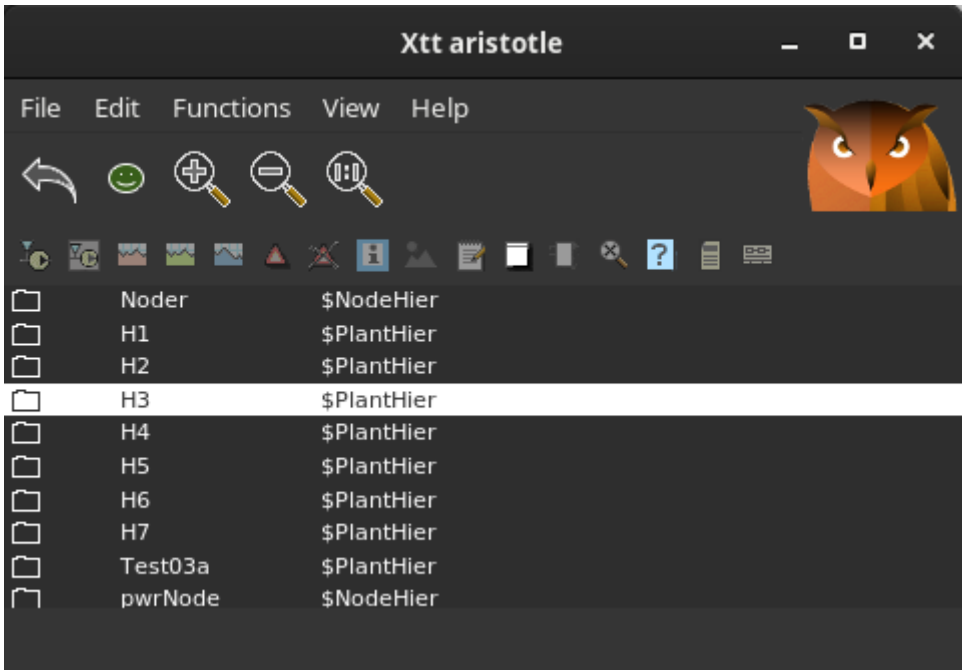 Xtt aristotle
File Edit Functions View Help
Noder $NodeHier
H1 $PlantHier
H2 $PlantHier
H3 $PlantHier
H4 $PlantHier
H5 $PlantHier
H6 $PlantHier
H7 $PlantHier
Test03a $PlantHier
pwrNode $NodeHier